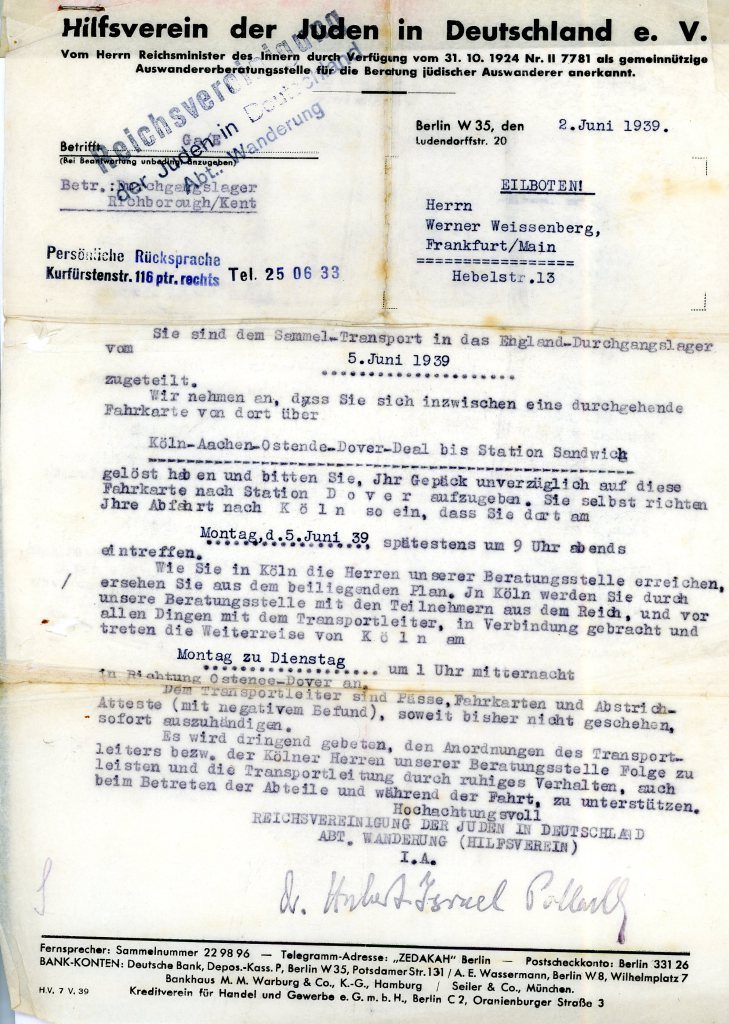 Hilfsverein der Juden in Deutschland e. V.
Vom Herrn Reichsminister des Innern durch Verfügung vom 31. 10. 1924 Nr. II 7781 als gemeinnützige
Auswandererberatungsstelle für die Beratung jüdischer Auswanderer anerkannt.
Reichsvereinigung
der Juden in Deutschland
Abt.: Wanderung
Berlin W 35, den 2.Juni 1939.
Ludendorffstr. 20
Betrifft
(Bei Beantwortung unbedingt anzugeben)
Betr.:Durchgangslager
Richborough/Kent
EILBOTEN!
Herrn
Werner Weissenberg,
Frankfurt/Main
=================
Hebelstr.13
Persönliche Rücksprache
Kurfürstenstr. 116 ptr. rechts Tel. 25 06 33
Sie sind dem Sammel-Transport in das England-Durchgangslager
vom
5.Juni 1939
zugeteilt.
Wir nehmen an, dass Sie sich inzwischen eine durchgehende
Fahrkarte von dort über
Köln-Aachen-Ostende-Dover-Deal bis Station Sandwich
gelöst haben und bitten Sie, Jhr Gepäck unverzüglich auf diese
Fahrkarte nach Station D o v e r aufzugeben. Sie selbst richten
Jhre Abfahrt nach K ö l n so ein, dass Sie dort am
Montag,d.5.Juni 39, spätestens um 9 Uhr abends
eintreffen.
Wie Sie in Köln die Herren unserer Beratungsstelle erreichen,
ersehen Sie aus dem beiliegenden Plan. Jn Köln werden Sie durch
unsere Beratungsstelle mit den Teilnehmern aus dem Reich, und vor
allen Dingen mit dem Transportleiter, in Verbindung gebracht und
treten die Weiterreise von K ö l n am
Montag zu Dienstag um 1 Uhr mitternacht
in Richtung Ostence-Dover an.
Dem Transportleiter sind Pässe,Fahrkarten und Abstrich-
Atteste (mit negativem Befund), soweit bisher nicht geschehen,
sofort auszuhändigen.
Es wird dringend gebeten, den Anordnungen des Transport-
leiters bezw. der Kölner Herren unserer Beratungsstelle Folge zu
leisten und die Transportleitung durch ruhiges Verhalten, auch
beim Betreten der Abteile und während der Fahrt, zu unterstützen.
Hochachtungsvoll
REICHSVEREINIGUNG DER JUDEN IN DEUTSCHLAND
ABT. WANDERUNG (HILFSVEREIN)
I.A.
Dr. Hubert Israel Pollack
Fernsprecher: Sammelnummer 22 98 96 — Telegramm-Adresse: „ZEDAKAH" Berlin — Postscheckkonto: Berlin 331 26
BANK-KONTEN: Deutsche Bank, Depos.-Kass. P, Berlin W 35, Potsdamer Str. 131 / A. E. Wassermann, Berlin W 8, Wilhelmplatz 7
Bankhaus M. M. Warburg & Co., K.-G., Hamburg / Seiler & Co., München.
H.V. 7 V. 39 Kreditverein für Handel und Gewerbe e. G. m. b. H., Berlin C 2, Oranienburger Straße 3